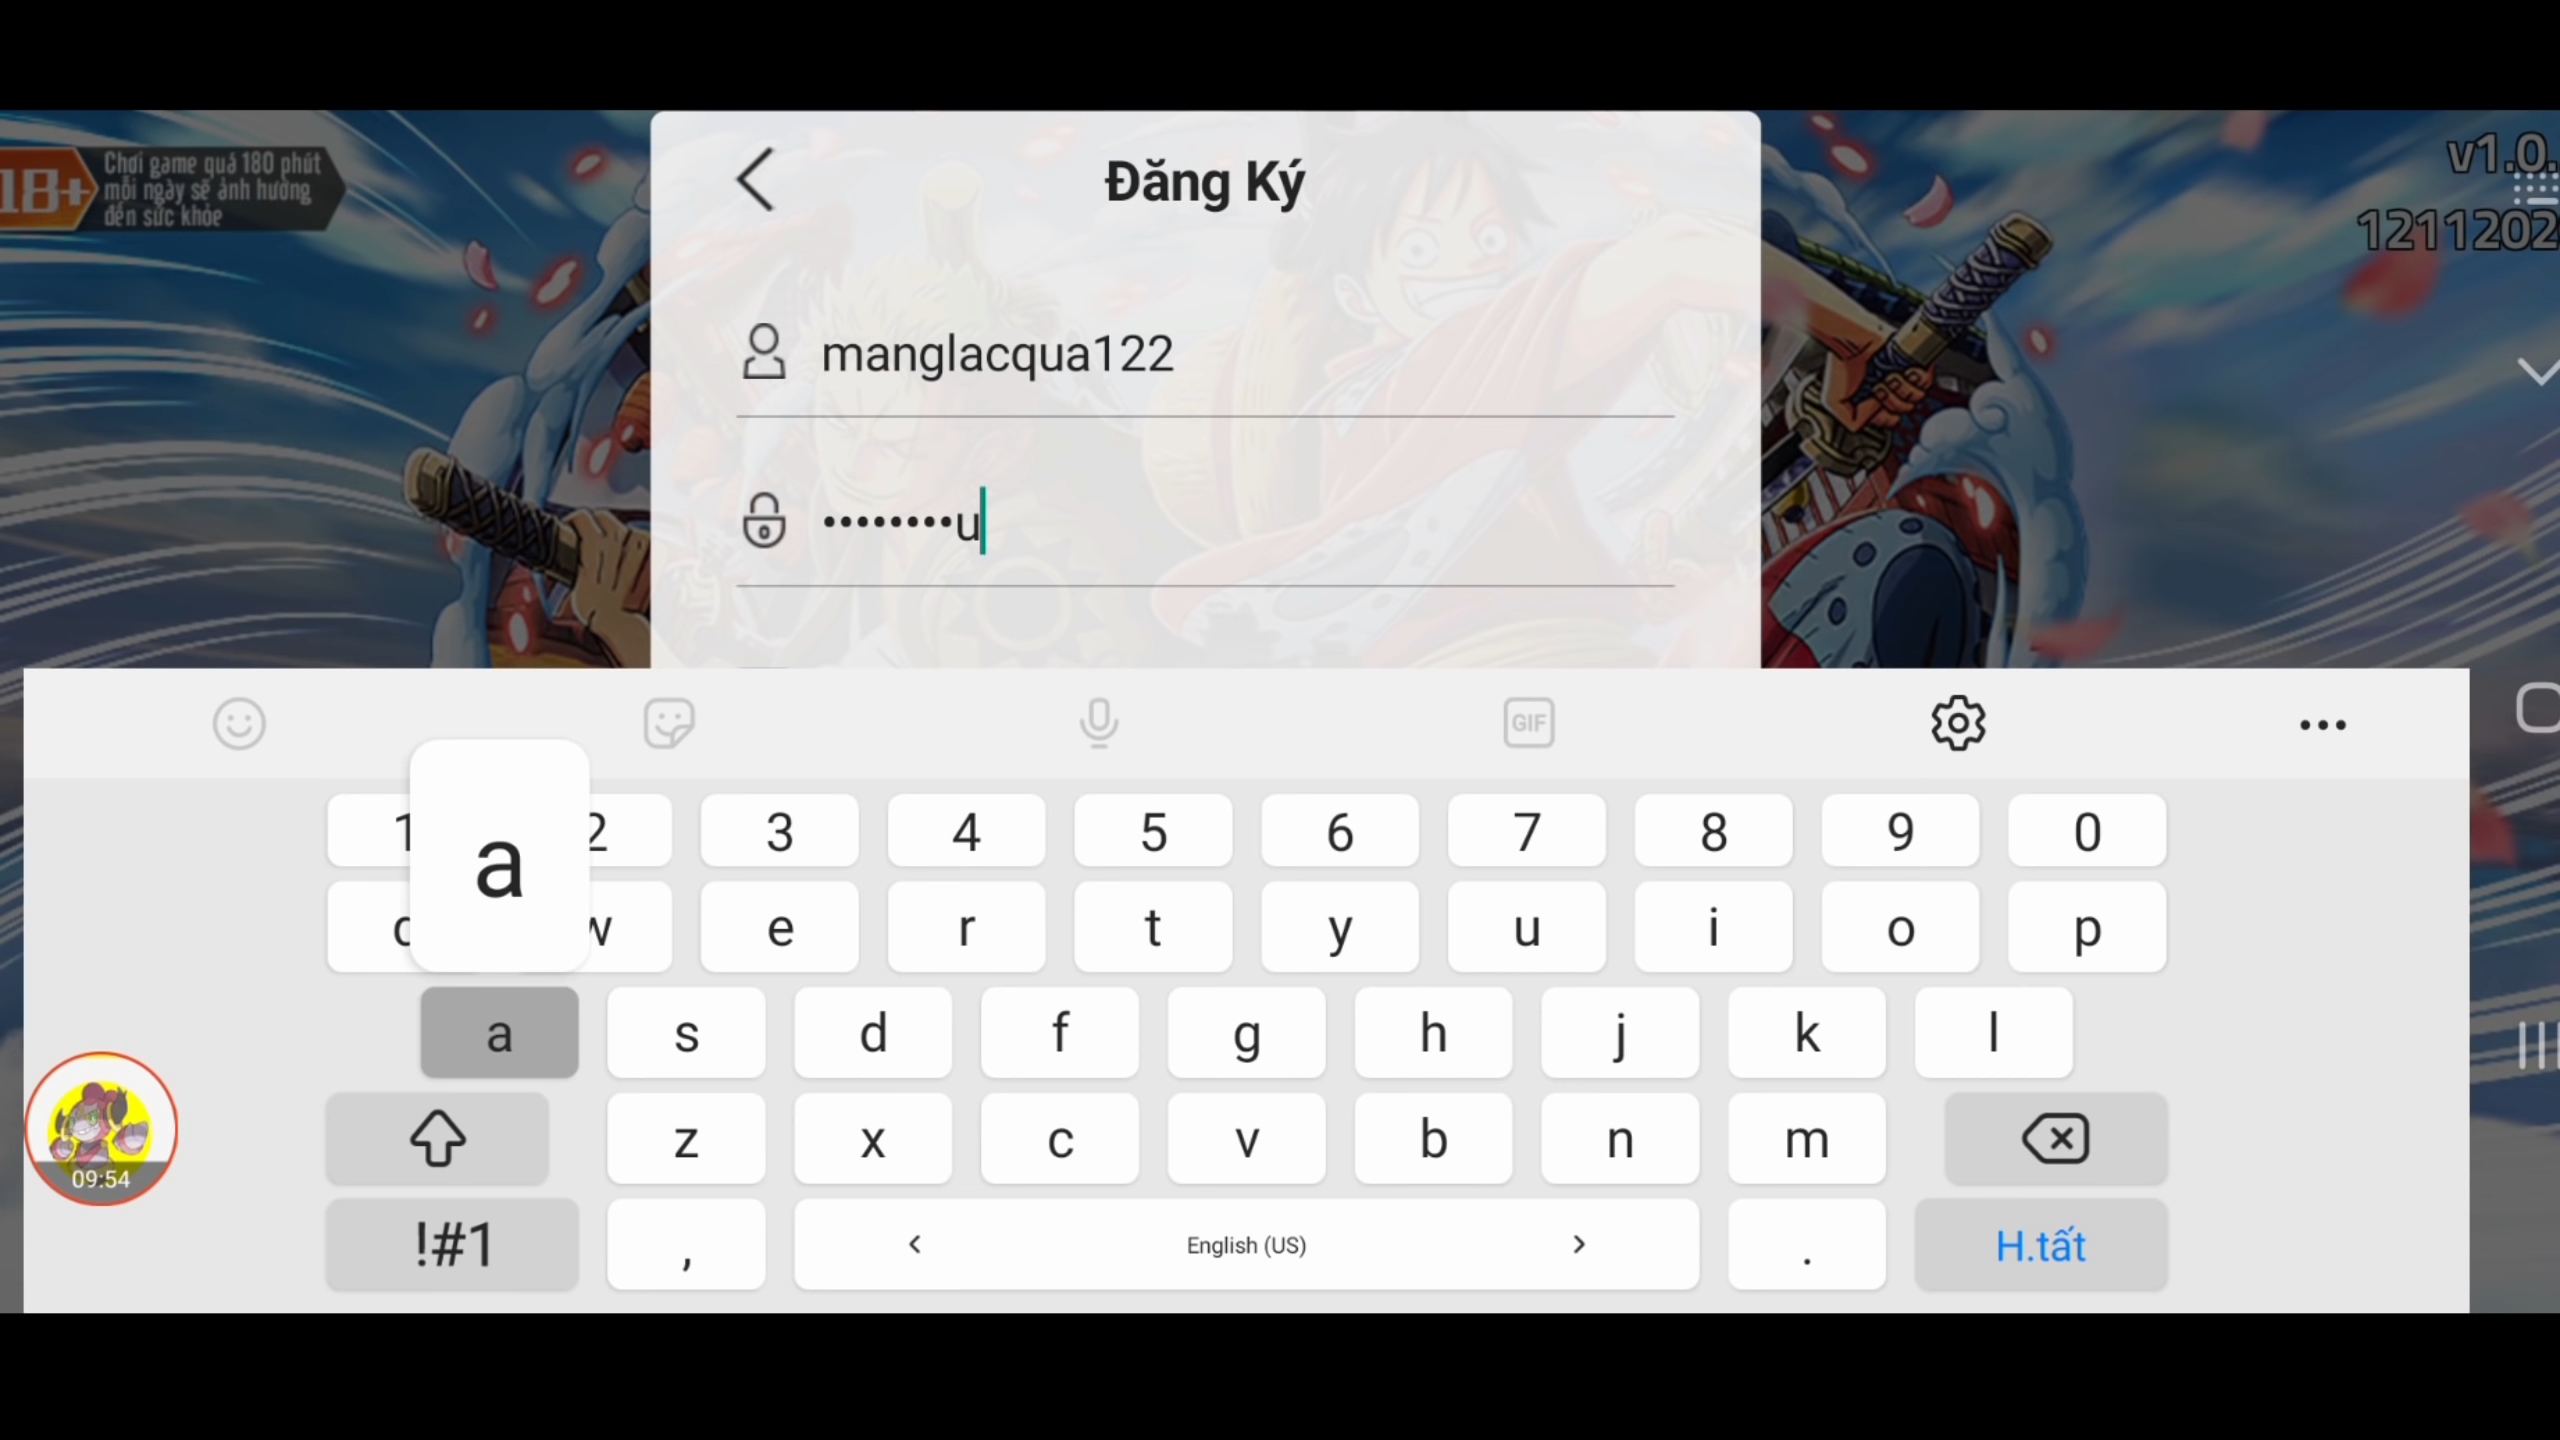 18+
Chơi game quá 180 phút
mỗi ngày sẽ ảnh hưởng
đến sức khỏe
Đăng Ký
v1.0.
1211202
manglacqua122
••••••••u
GIF
1 2 3 4 5 6 7 8 9 0
a
w e r t y u i o p
a s d f g h j k l
z x c v b n m
09:54
!#1 , < English (US) > . H.tất